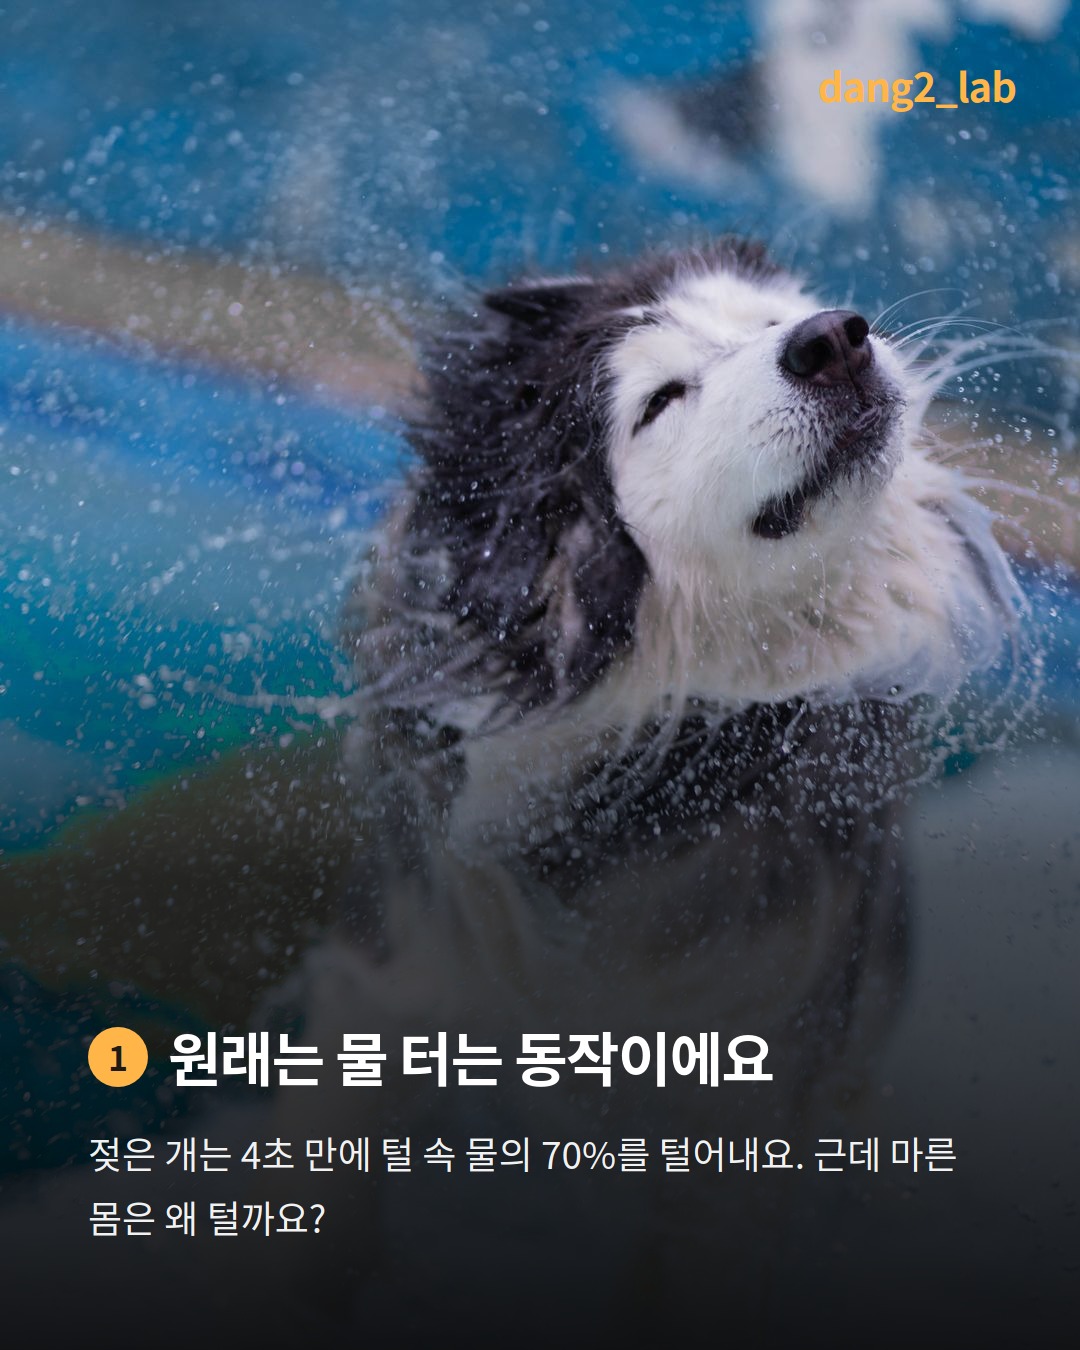 dang2_lab
1 원래는 물 터는 동작이에요
젖은 개는 4초 만에 털 속 물의 70%를 털어내요. 근데 마른
몸은 왜 털까요?